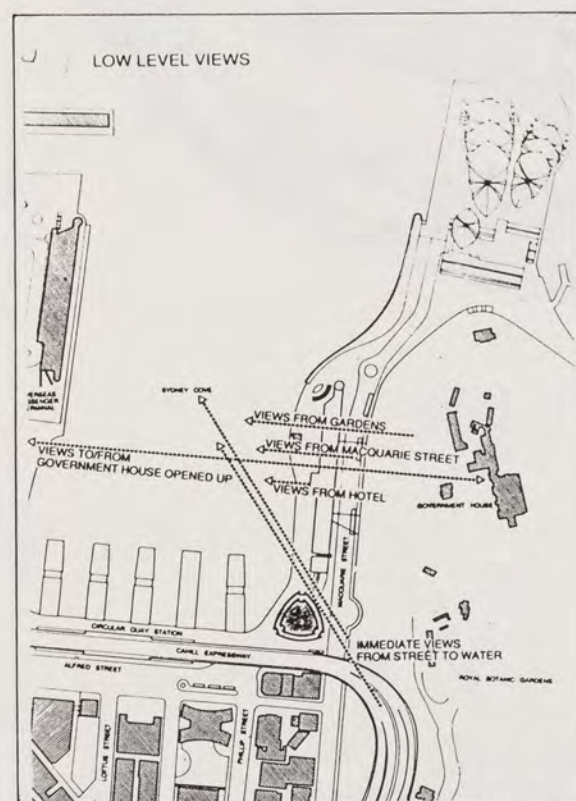 LOW LEVEL VIEWS
SYDNEY COVE
VIEWS FROM GARDENS
VIEWS FROM MACQUARIE STREET
VIEWS TO/FROM
GOVERNMENT HOUSE OPENED UP
VIEWS FROM HOTEL
GOVERNMENT HOUSE
MACQUARIE STREET
CIRCULAR QUAY STATION
CAHILL EXPRESSWAY
ALFRED STREET
IMMEDIATE VIEWS
FROM STREET TO WATER
ROYAL BOTANIC GARDENS
LOFTUS STREET
PHILLIP STREET